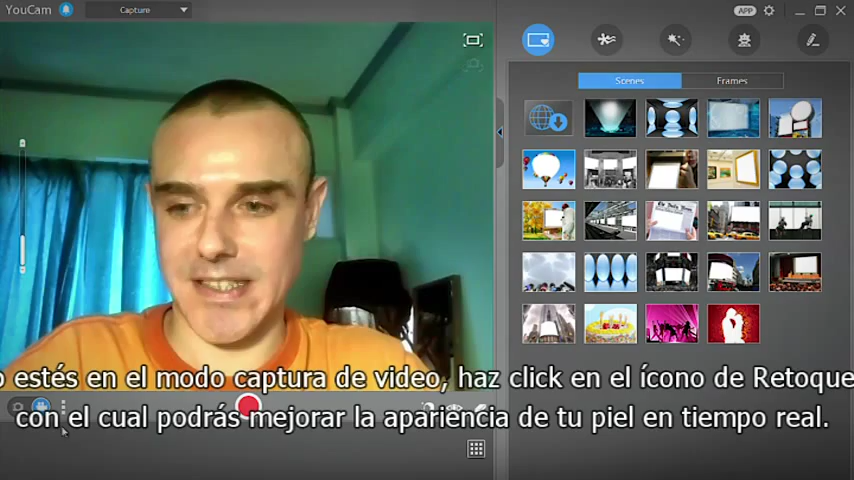 YouCam
Capture
APP
Scenes
Frames
o estés en el modo captura de video, haz click en el ícono de Retoque
con el cual podrás mejorar la apariencia de tu piel en tiempo real.